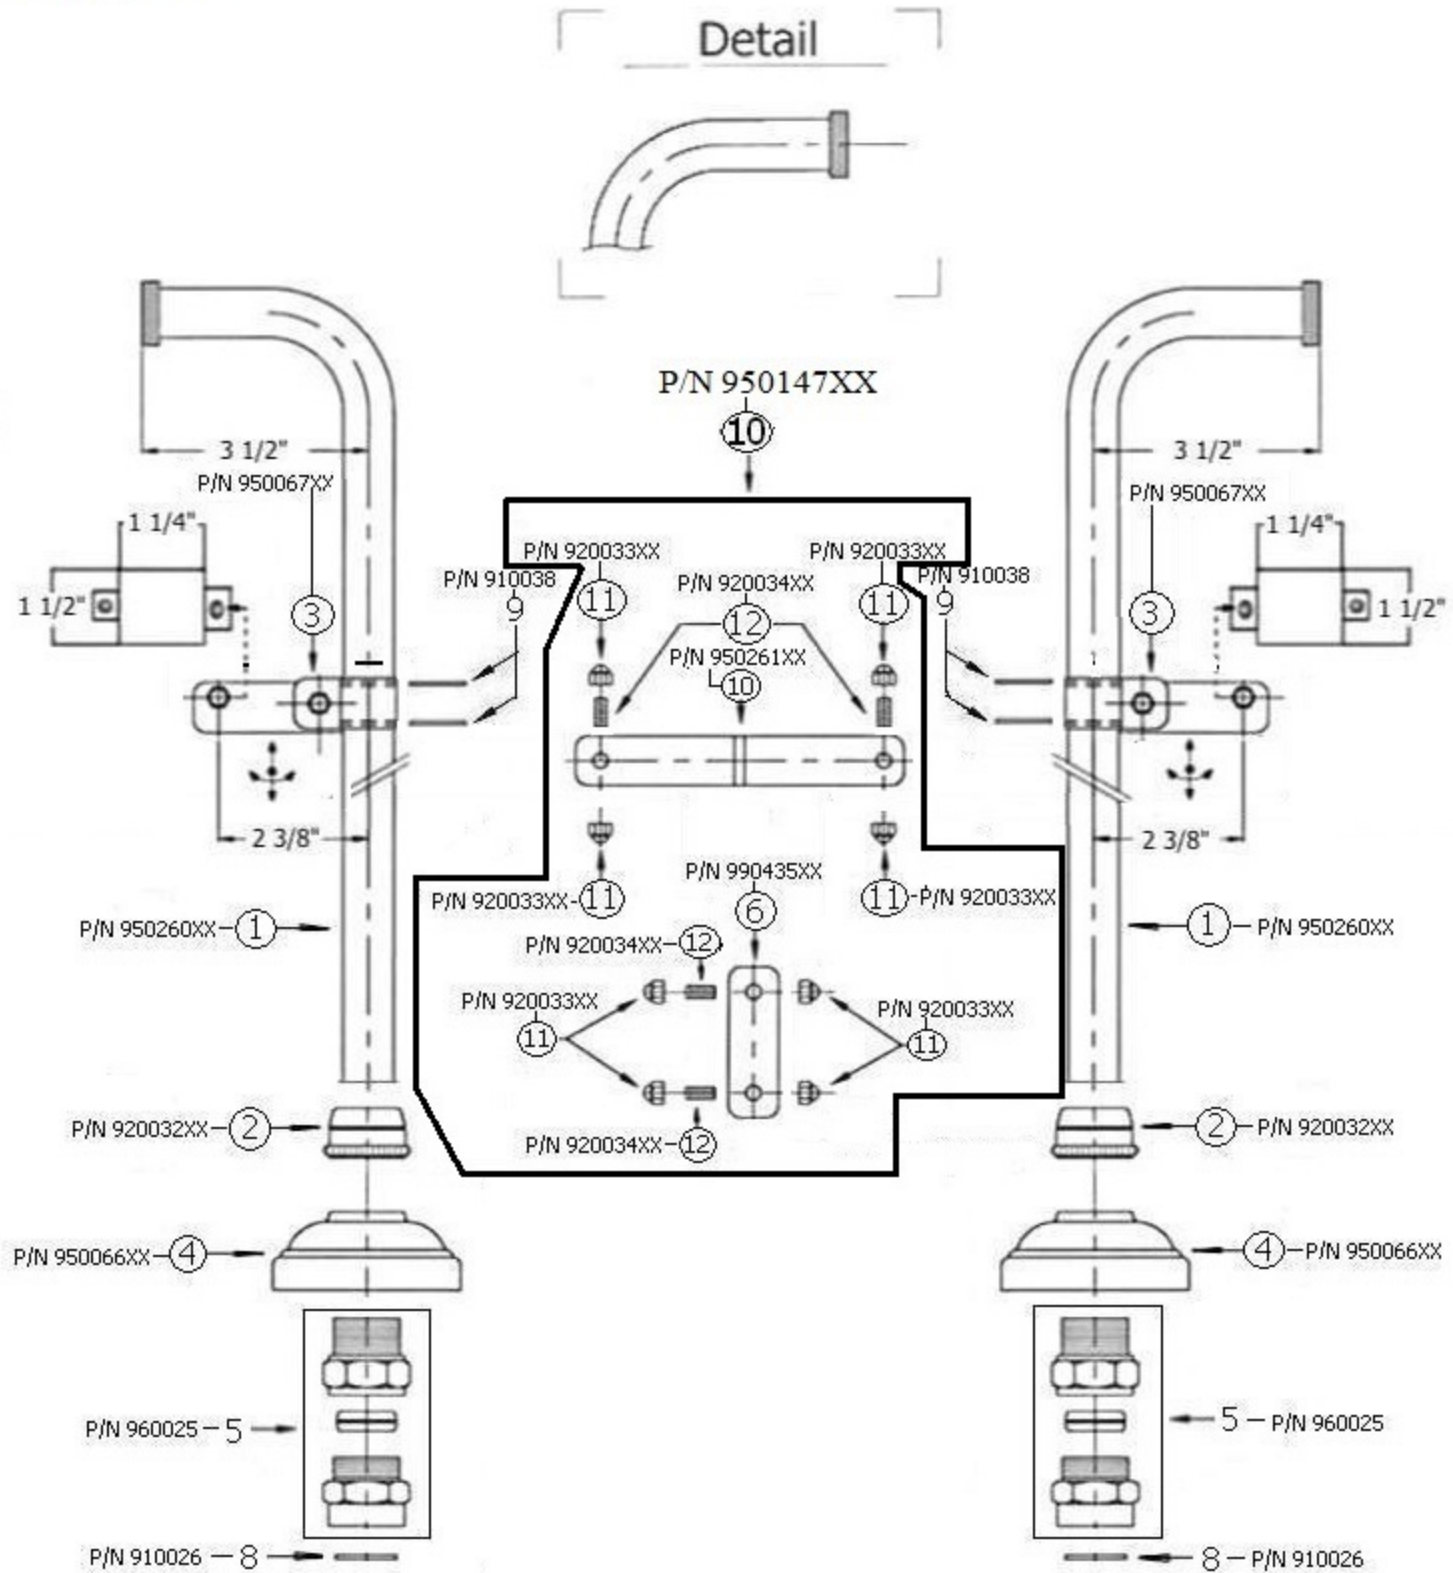 Detail
P/N 950147XX
10
3 1/2"
3 1/2"
P/N 950067XX
P/N 950067XX
1 1/4"
1 1/4"
P/N 920033XX
P/N 920033XX
P/N 910038
P/N 920034XX
P/N 910038
1 1/2"
3
9
11
12
11
9
3
1 1/2"
P/N 950261XX
10
2 3/8"
2 3/8"
P/N 990435XX
P/N 920033XX
11
6
11
P/N 920033XX
P/N 950260XX
1
1
P/N 950260XX
P/N 920034XX
12
P/N 920033XX
P/N 920033XX
11
11
P/N 920032XX
2
2
P/N 920032XX
P/N 920034XX
12
P/N 950066XX
4
4
P/N 950066XX
P/N 960025
5
5
P/N 960025
P/N 910026
8
8
P/N 910026